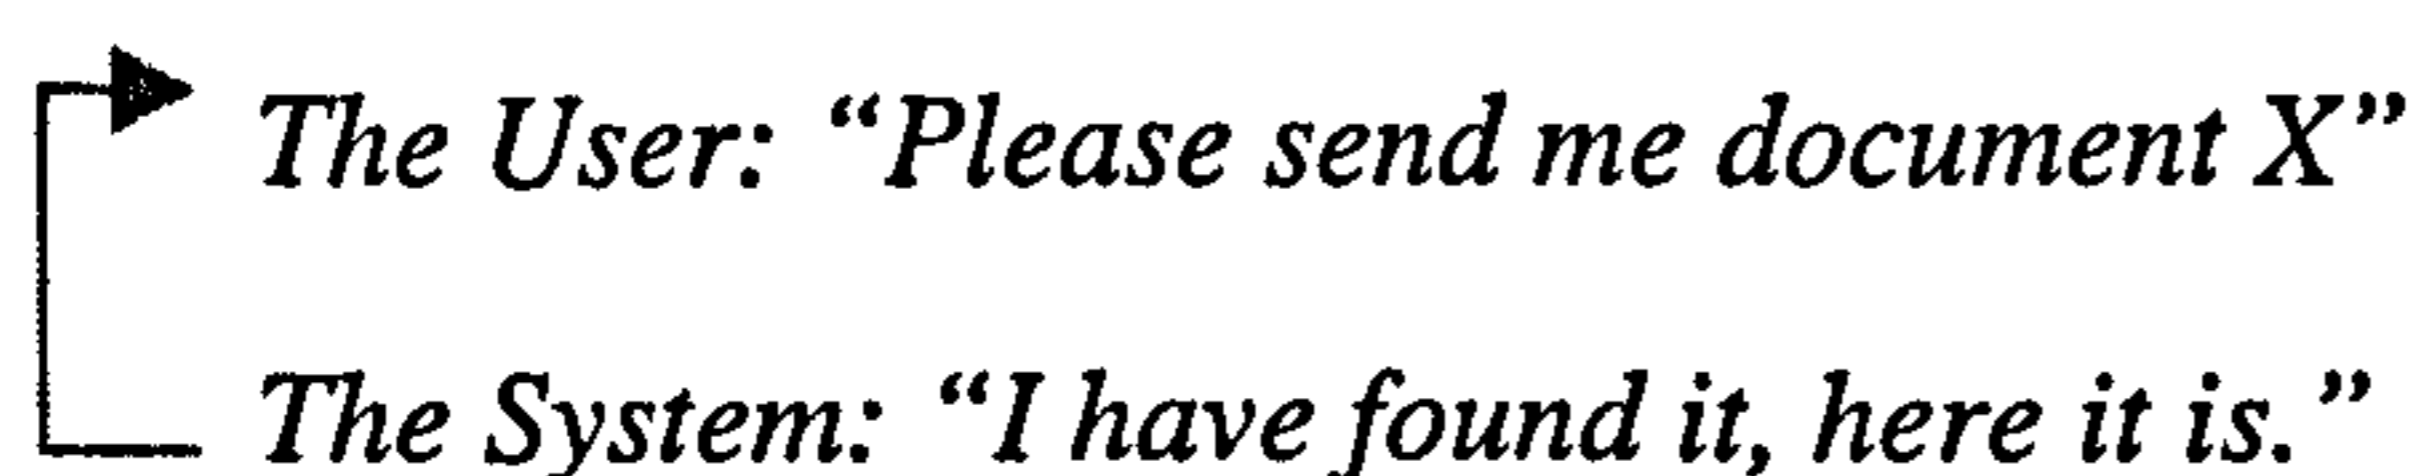 The User: “Please send me document X”
The System: “I have found it, here it is.”